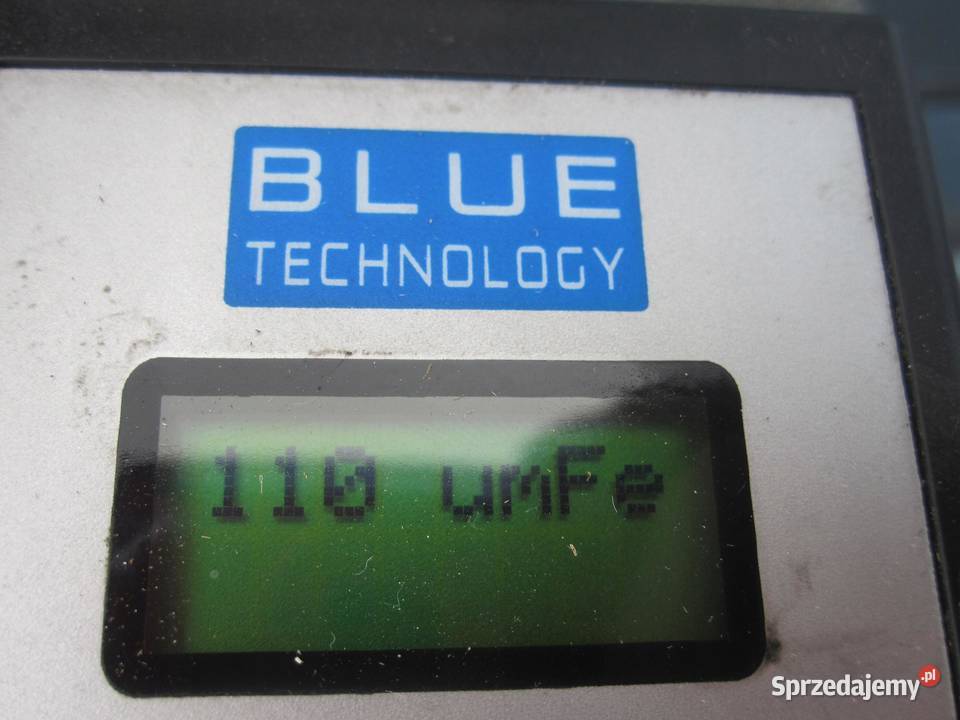 BLUE
TECHNOLOGY
110 umFe
Sprzedajemy.pl